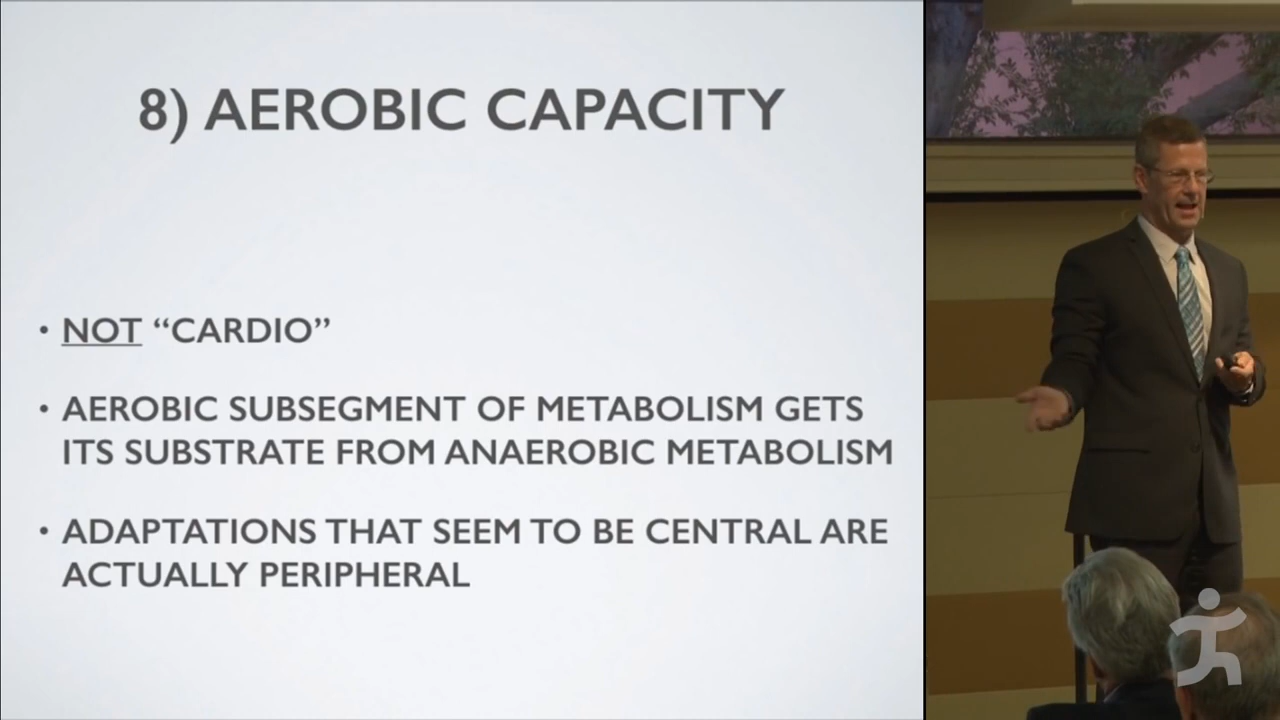 8) AEROBIC CAPACITY
• NOT “CARDIO”
• AEROBIC SUBSEGMENT OF METABOLISM GETS
ITS SUBSTRATE FROM ANAEROBIC METABOLISM
• ADAPTATIONS THAT SEEM TO BE CENTRAL ARE
ACTUALLY PERIPHERAL